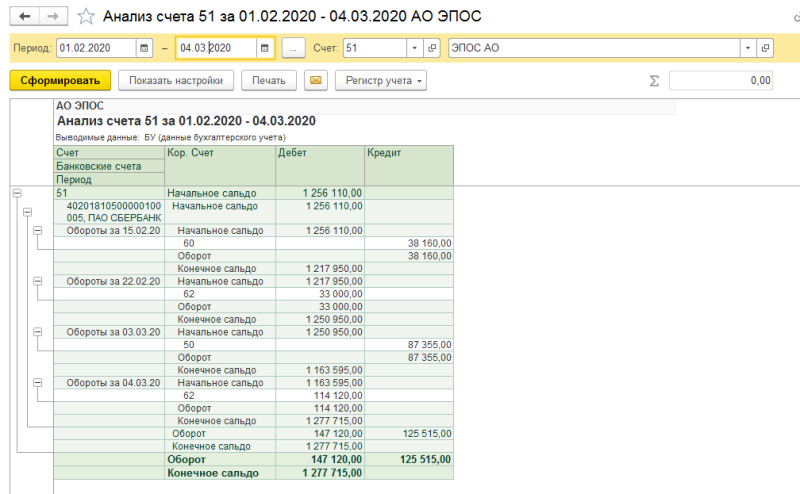 Анализ счета 51 за 01.02.2020 - 04.03.2020 АО ЭПОС
Период: 01.02.2020 – 04.03.2020 ... Счет: 51 ЭПОС АО
Сформировать Показать настройки Печать Регистр учета Σ 0,00
АО ЭПОС
Анализ счета 51 за 01.02.2020 - 04.03.2020
Выводимые данные: БУ (данные бухгалтерского учета)
Счет Кор. Счет Дебет Кредит
Банковские счета
Период
51 Начальное сальдо 1 256 110,00
40201810500000100 Начальное сальдо 1 256 110,00
005, ПАО СБЕРБАНК
Обороты за 15.02.20 Начальное сальдо 1 256 110,00
60 38 160,00
Оборот 38 160,00
Конечное сальдо 1 217 950,00
Обороты за 22.02.20 Начальное сальдо 1 217 950,00
62 33 000,00
Оборот 33 000,00
Конечное сальдо 1 250 950,00
Обороты за 03.03.20 Начальное сальдо 1 250 950,00
50 87 355,00
Оборот 87 355,00
Конечное сальдо 1 163 595,00
Обороты за 04.03.20 Начальное сальдо 1 163 595,00
62 114 120,00
Оборот 114 120,00
Конечное сальдо 1 277 715,00
Оборот 147 120,00 125 515,00
Конечное сальдо 1 277 715,00
Оборот 147 120,00 125 515,00
Конечное сальдо 1 277 715,00